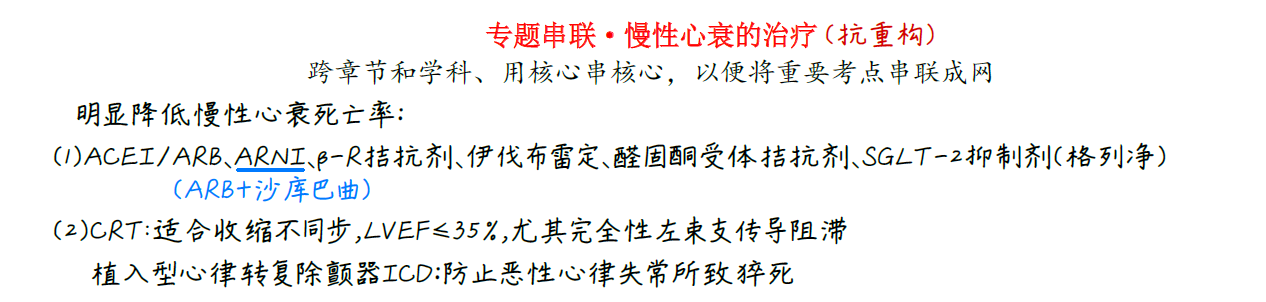 专题串联·慢性心衰的治疗(抗重构)
跨章节和学科、用核心串核心，以便将重要考点串联成网
明显降低慢性心衰死亡率:
(1)ACEI/ARB、ARNI、β-R拮抗剂、伊伐布雷定、醛固酮受体拮抗剂、SGLT-2抑制剂(格列净)
(ARB+沙库巴曲)
(2)CRT:适合收缩不同步,LVEF≤35%,尤其完全性左束支传导阻滞
植入型心律转复除颤器ICD:防止恶性心律失常所致猝死